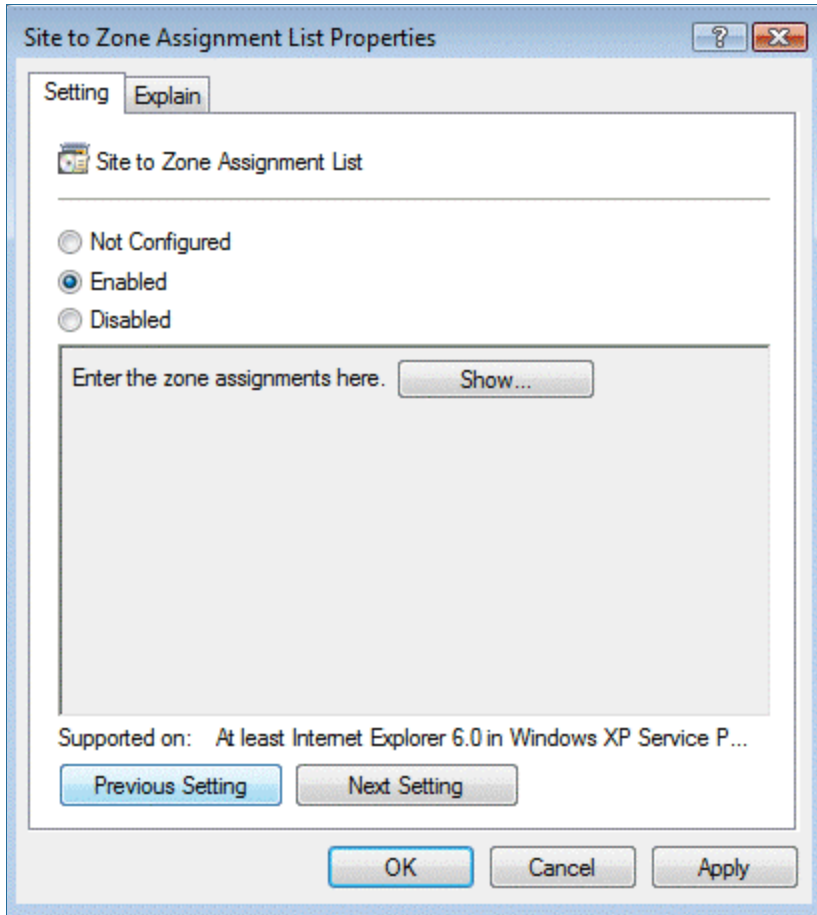 Site to Zone Assignment List Properties
Setting Explain
Site to Zone Assignment List
Not Configured
Enabled
Disabled
Enter the zone assignments here. Show...
Supported on: At least Internet Explorer 6.0 in Windows XP Service P...
Previous Setting Next Setting
OK Cancel Apply